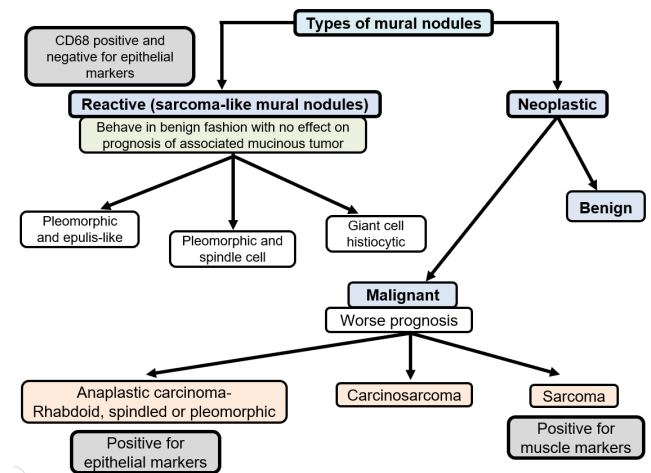 Types of mural nodules
CD68 positive and
negative for epithelial
markers
Reactive (sarcoma-like mural nodules)
Behave in benign fashion with no effect on
prognosis of associated mucinous tumor
Neoplastic
Pleomorphic
and epulis-like
Pleomorphic and
spindle cell
Giant cell
histiocytic
Benign
Malignant
Worse prognosis
Anaplastic carcinoma-
Rhabdoid, spindled or pleomorphic
Positive for
epithelial markers
Carcinosarcoma
Sarcoma
Positive for
muscle markers